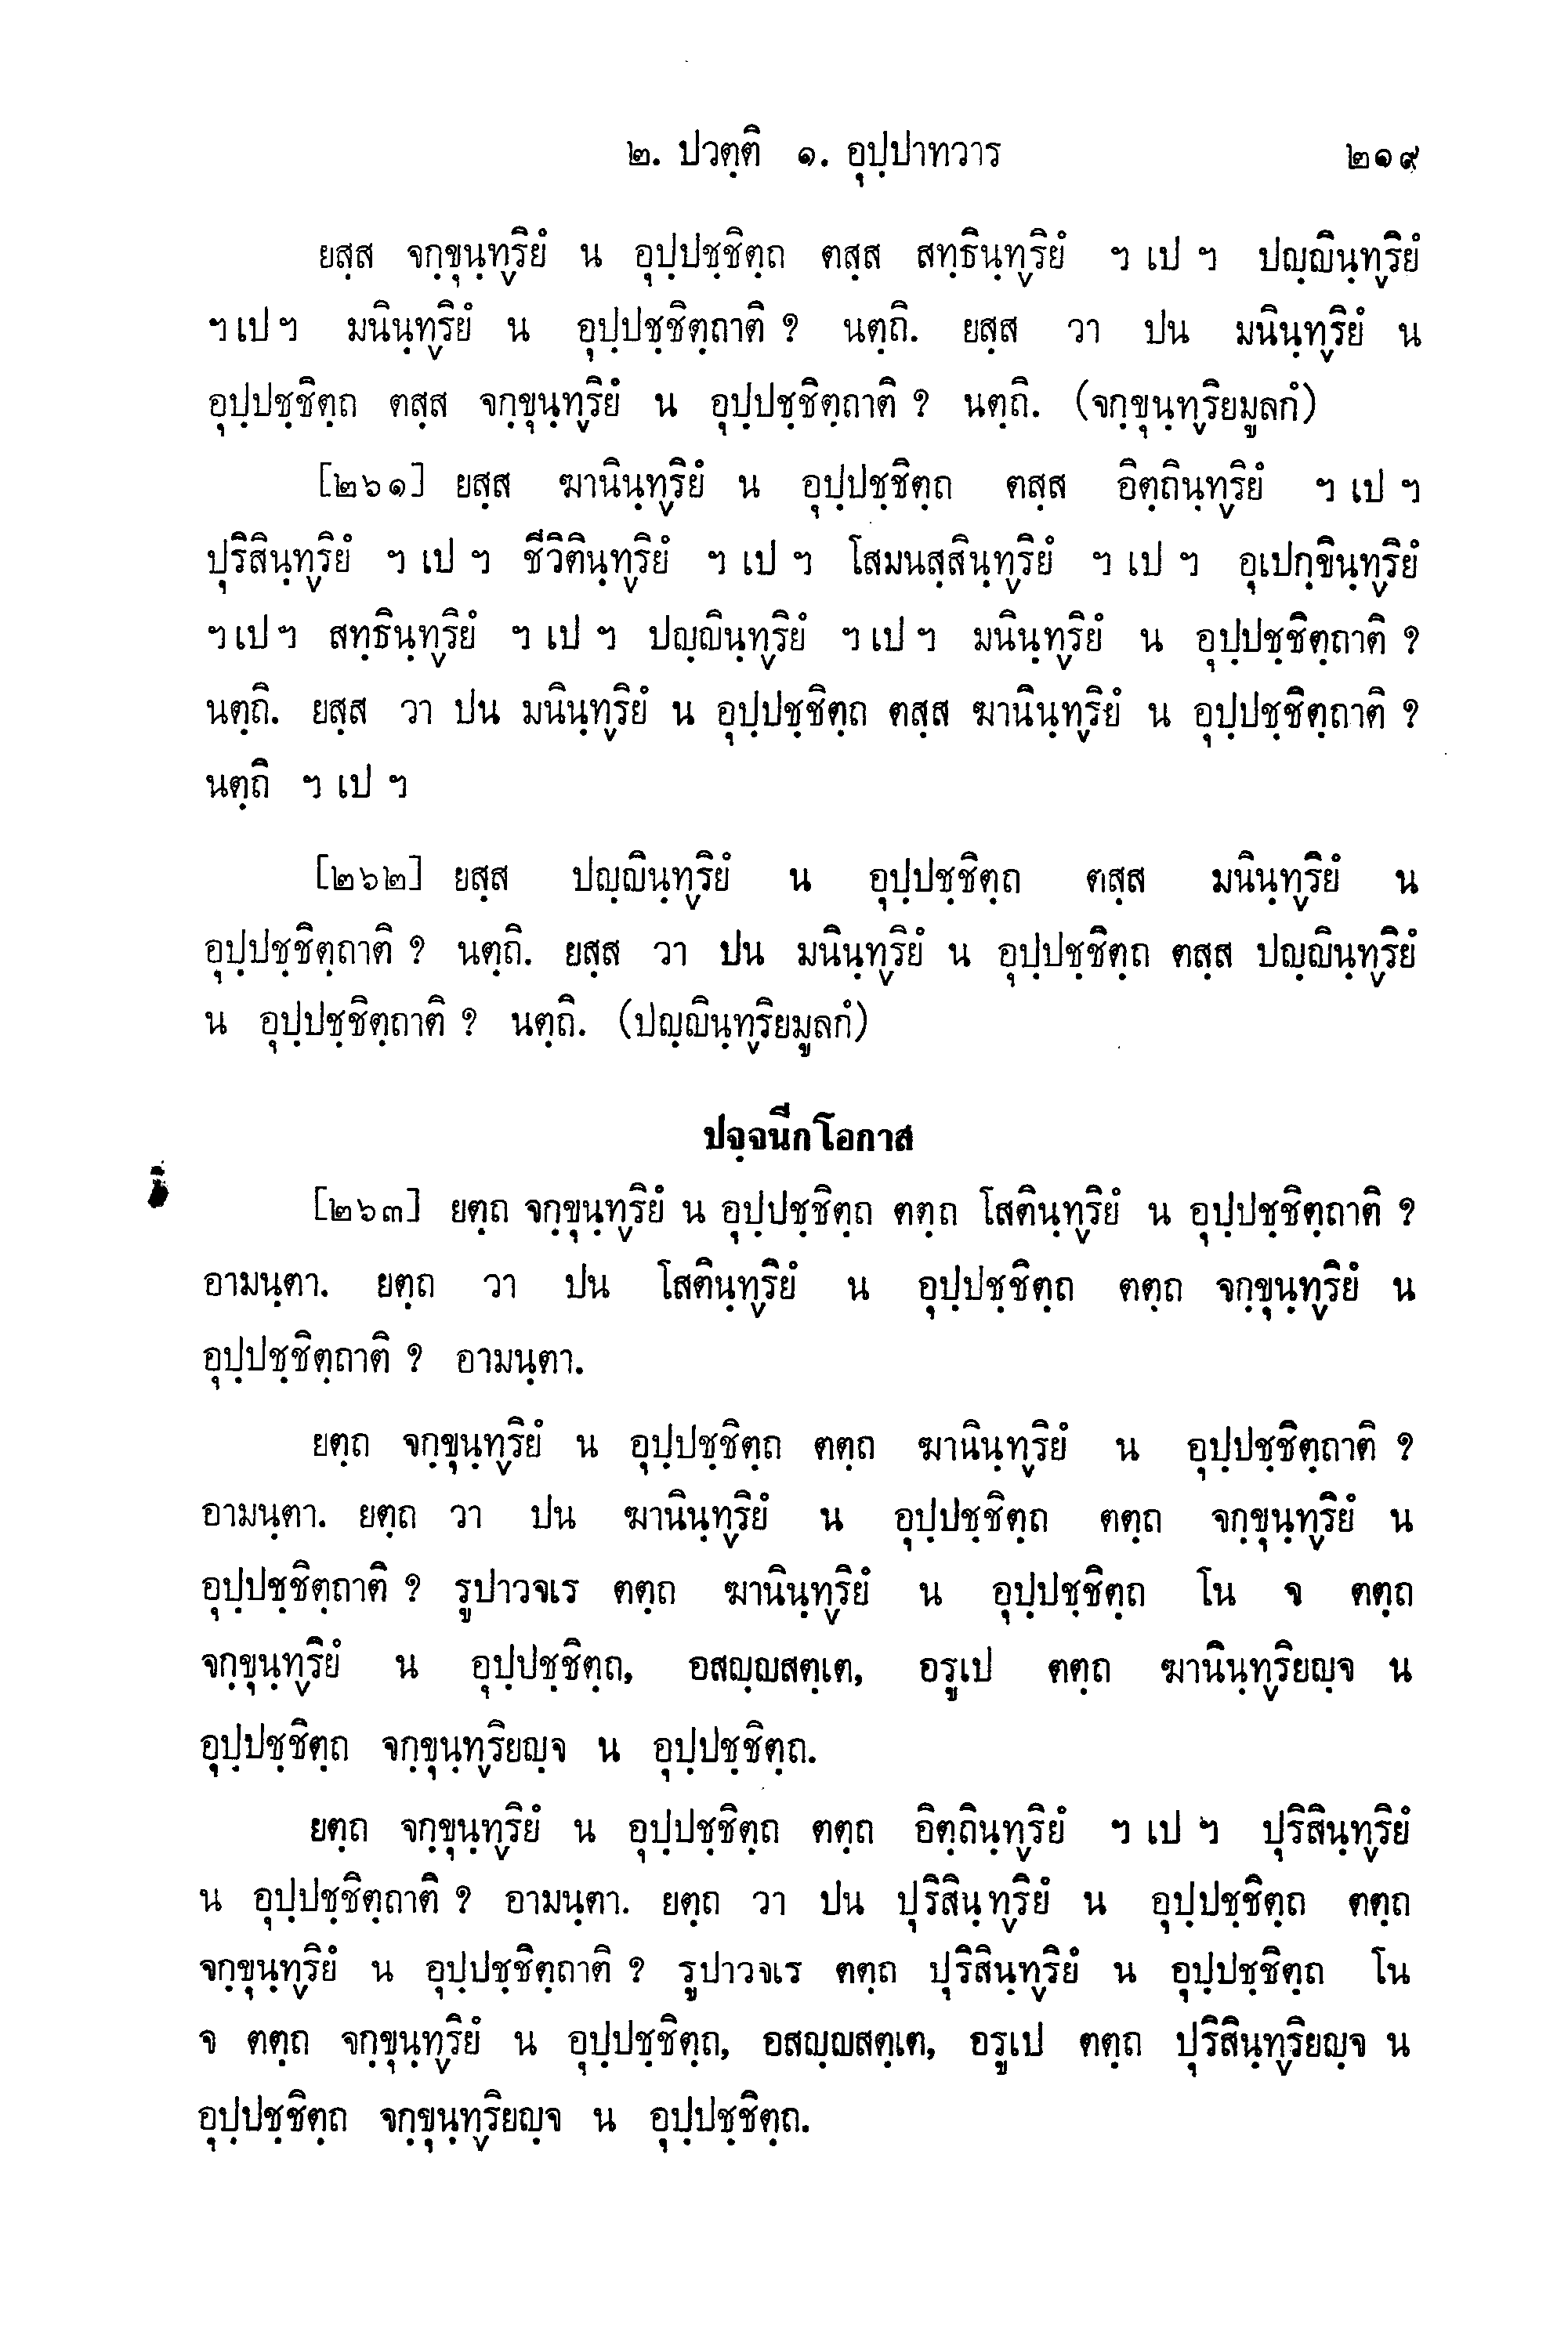 ๒. ปวตฺติ ๑. อุปฺปาทวาร ๒๑๙
ยสฺส จกฺขุนฺทฺริยํ น อุปฺปชฺชิตฺถ ตสฺส สทฺธินฺทฺริยํ ฯ เป ฯ ปญฺญินฺทฺริยํ
ฯ เป ฯ มนินฺทฺริยํ น อุปฺปชฺชิตฺถาติ ? นตฺถิ. ยสฺส วา ปน มนินฺทฺริยํ น
อุปฺปชฺชิตฺถ ตสฺส จกฺขุนฺทฺริยํ น อุปฺปชฺชิตฺถาติ ? นตฺถิ. (จกฺขุนฺทฺริยมูลกํ)
[๒๖๑] ยสฺส ฆานินฺทฺริยํ น อุปฺปชฺชิตฺถ ตสฺส อิตฺถินฺทฺริยํ ฯ เป ฯ
ปุริสินฺทฺริยํ ฯ เป ฯ ชีวิตินฺทฺริยํ ฯ เป ฯ โสมนสฺสินฺทฺริยํ ฯ เป ฯ อุเปกฺขินฺทฺริยํ
ฯ เป ฯ สทฺธินฺทฺริยํ ฯ เป ฯ ปญฺญินฺทฺริยํ ฯ เป ฯ มนินฺทฺริยํ น อุปฺปชฺชิตฺถาติ ?
นตฺถิ. ยสฺส วา ปน มนินฺทฺริยํ น อุปฺปชฺชิตฺถ ตสฺส ฆานินฺทฺริยํ น อุปฺปชฺชิตฺถาติ ?
นตฺถิ ฯ เป ฯ
[๒๖๒] ยสฺส ปญฺญินฺทฺริยํ น อุปฺปชฺชิตฺถ ตสฺส มนินฺทฺริยํ น
อุปฺปชฺชิตฺถาติ ? นตฺถิ. ยสฺส วา ปน มนินฺทฺริยํ น อุปฺปชฺชิตฺถ ตสฺส ปญฺญินฺทฺริยํ
น อุปฺปชฺชิตฺถาติ ? นตฺถิ. (ปญฺญินฺทฺริยมูลกํ)
ปจฺจนีกโอกาส
[๒๖๓] ยตฺถ จกฺขุนฺทฺริยํ น อุปฺปชฺชิตฺถ ตตฺถ โสตินฺทฺริยํ น อุปฺปชฺชิตฺถาติ ?
อามนฺตา. ยตฺถ วา ปน โสตินฺทฺริยํ น อุปฺปชฺชิตฺถ ตตฺถ จกฺขุนฺทฺริยํ น
อุปฺปชฺชิตฺถาติ ? อามนฺตา.
ยตฺถ จกฺขุนฺทฺริยํ น อุปฺปชฺชิตฺถ ตตฺถ ฆานินฺทฺริยํ น อุปฺปชฺชิตฺถาติ ?
อามนฺตา. ยตฺถ วา ปน ฆานินฺทฺริยํ น อุปฺปชฺชิตฺถ ตตฺถ จกฺขุนฺทฺริยํ น
อุปฺปชฺชิตฺถาติ ? รูปาวจเร ตตฺถ ฆานินฺทฺริยํ น อุปฺปชฺชิตฺถ โน จ ตตฺถ
จกฺขุนฺทฺริยํ น อุปฺปชฺชิตฺถ, อสญฺญสตฺเต, อรูเป ตตฺถ ฆานินฺทฺริยญฺจ น
อุปฺปชฺชิตฺถ จกฺขุนฺทฺริยญฺจ น อุปฺปชฺชิตฺถ.
ยตฺถ จกฺขุนฺทฺริยํ น อุปฺปชฺชิตฺถ ตตฺถ อิตฺถินฺทฺริยํ ฯ เป ฯ ปุริสินฺทฺริยํ
น อุปฺปชฺชิตฺถาติ ? อามนฺตา. ยตฺถ วา ปน ปุริสินฺทฺริยํ น อุปฺปชฺชิตฺถ ตตฺถ
จกฺขุนฺทฺริยํ น อุปฺปชฺชิตฺถาติ ? รูปาวจเร ตตฺถ ปุริสินฺทฺริยํ น อุปฺปชฺชิตฺถ โน
จ ตตฺถ จกฺขุนฺทฺริยํ น อุปฺปชฺชิตฺถ, อสญฺญสตฺเต, อรูเป ตตฺถ ปุริสินฺทฺริยญฺจ น
อุปฺปชฺชิตฺถ จกฺขุนฺทฺริยญฺจ น อุปฺปชฺชิตฺถ.